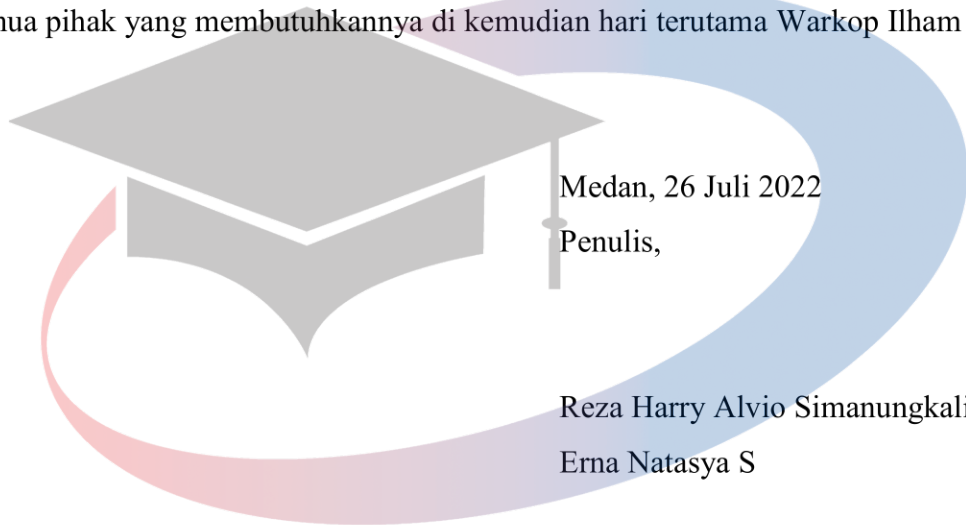 nua pihak yang membutuhkannya di kemudian hari terutama Warkop Ilham
Medan, 26 Juli 2022
Penulis,
Reza Harry Alvio Simanungkali
Erna Natasya S